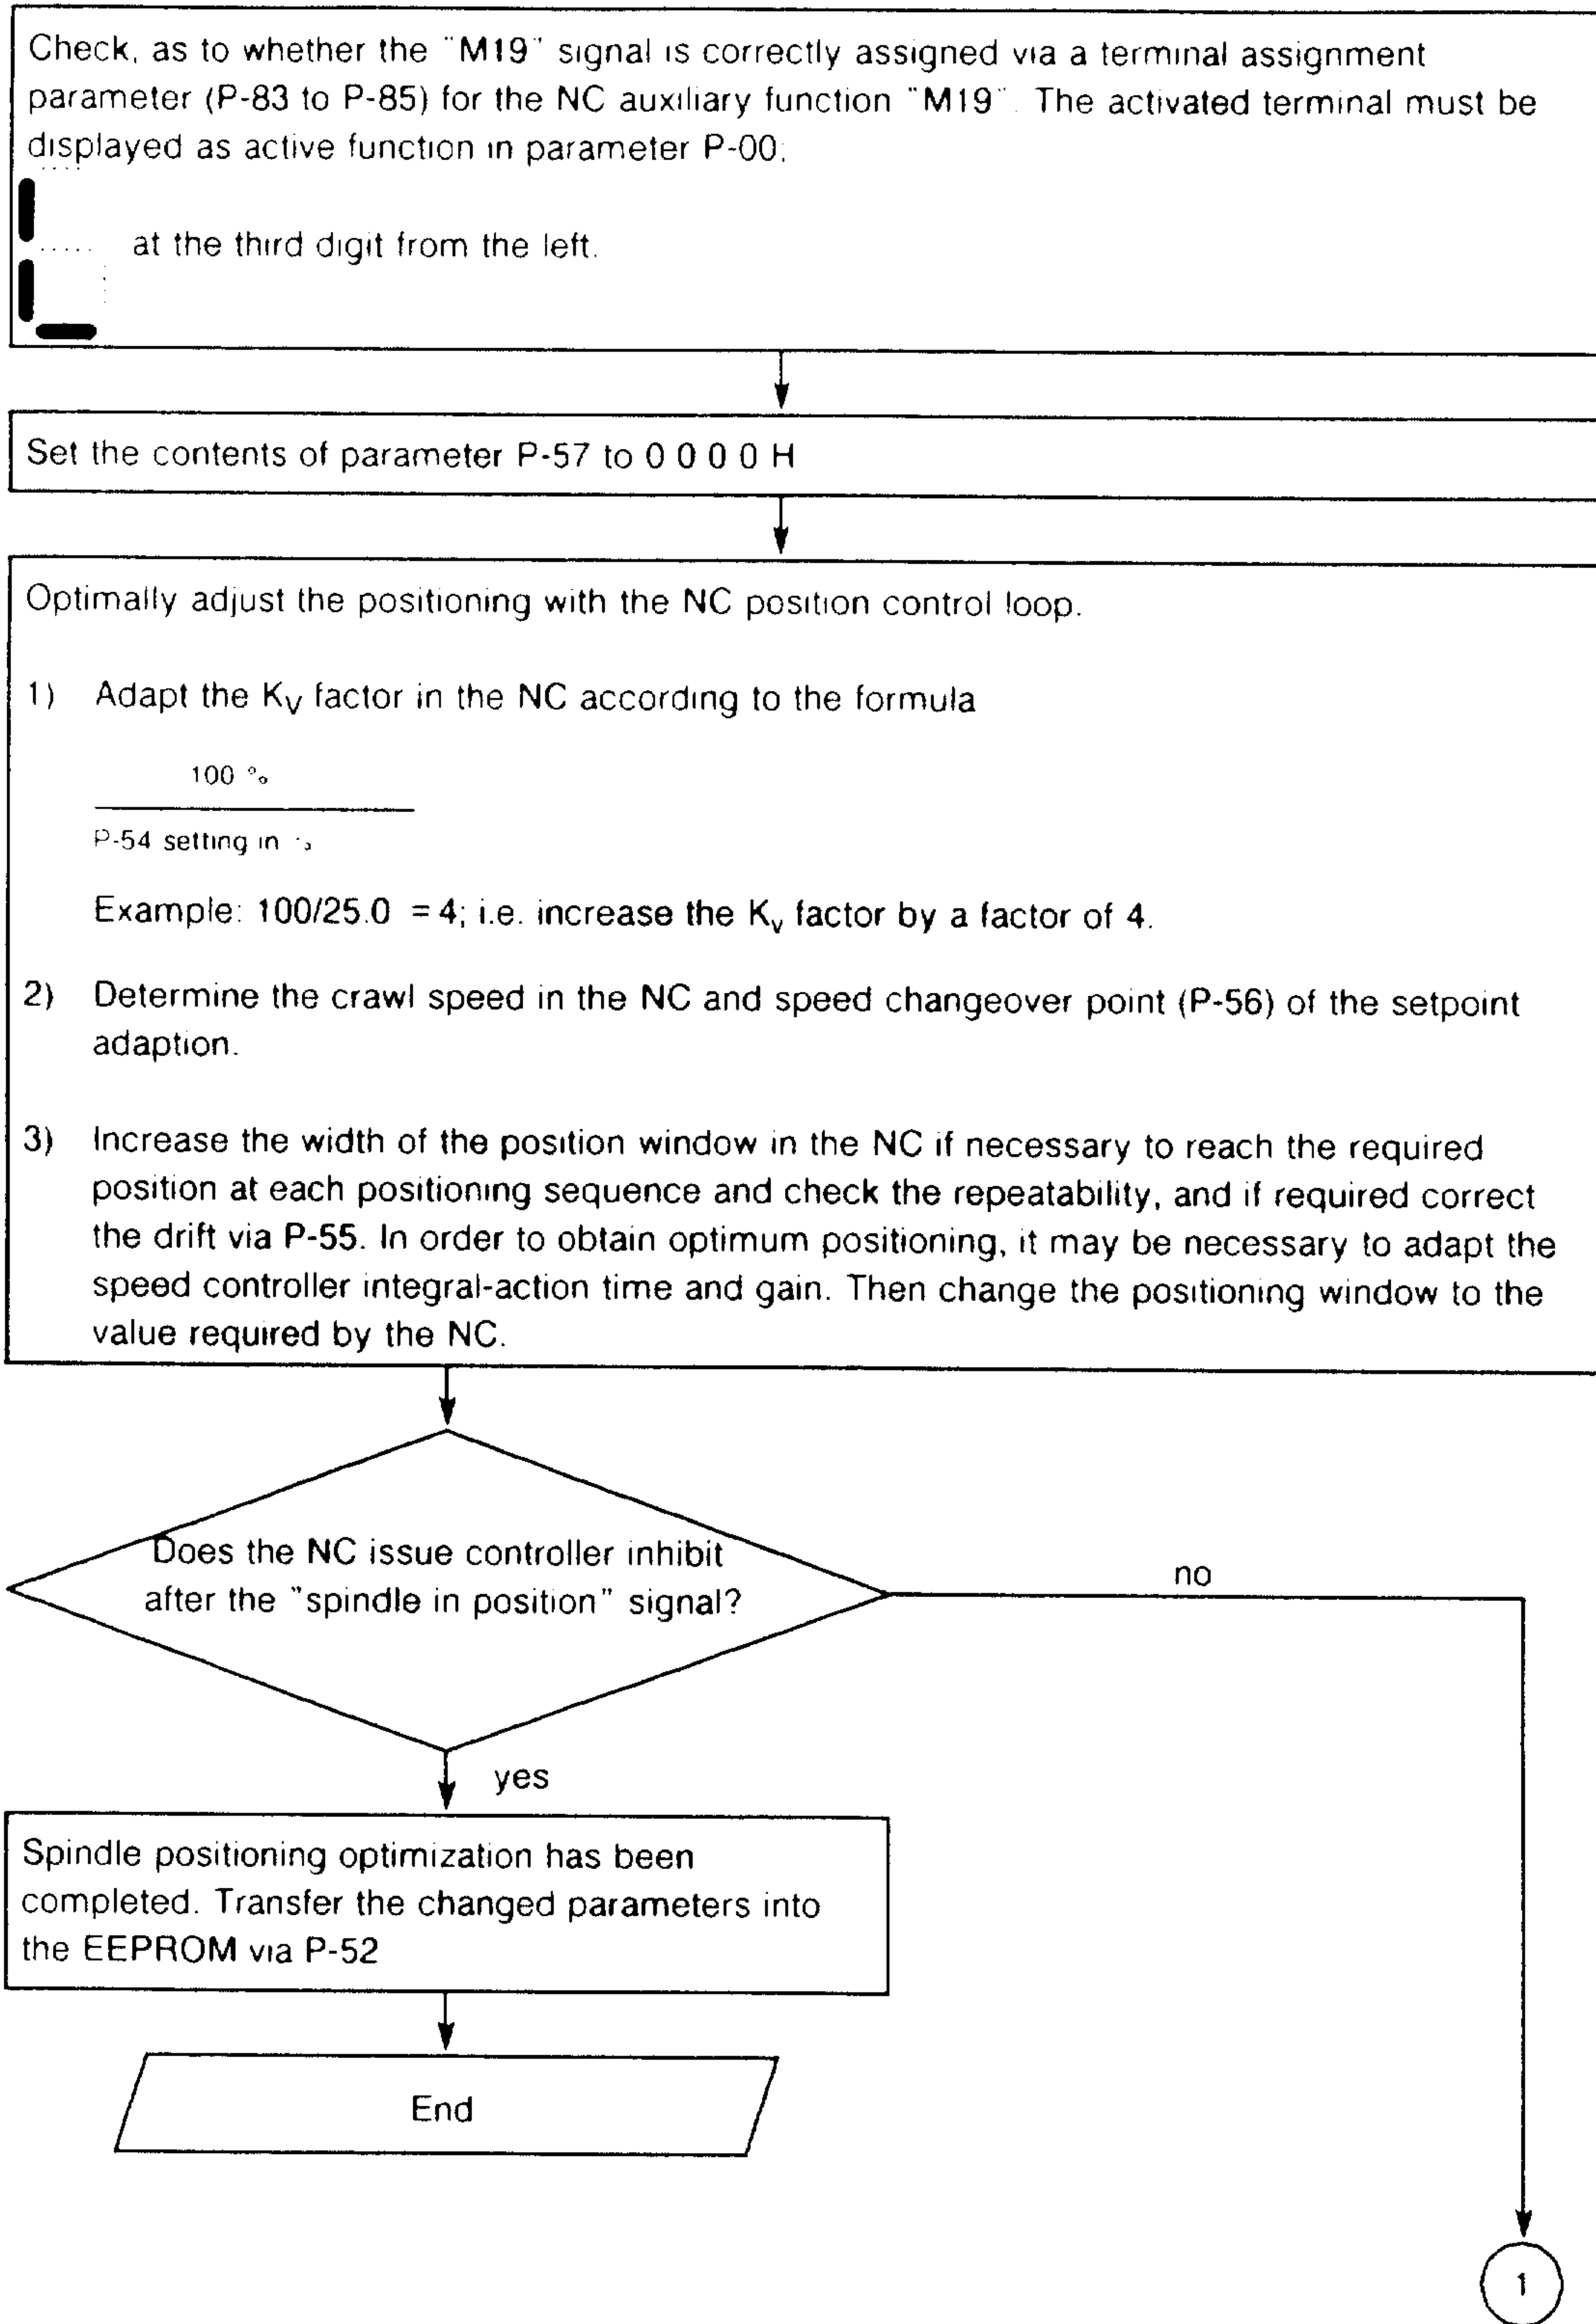 Check, as to whether the "M19" signal is correctly assigned via a terminal assignment
parameter (P-83 to P-85) for the NC auxiliary function "M19". The activated terminal must be
displayed as active function in parameter P-00:
at the third digit from the left.
Set the contents of parameter P-57 to 0 0 0 0 H
Optimally adjust the positioning with the NC position control loop.
1) Adapt the KV factor in the NC according to the formula
100 %
P-54 setting in %
Example: 100/25.0 = 4; i.e. increase the Kv factor by a factor of 4.
2) Determine the crawl speed in the NC and speed changeover point (P-56) of the setpoint
adaption.
3) Increase the width of the position window in the NC if necessary to reach the required
position at each positioning sequence and check the repeatability, and if required correct
the drift via P-55. In order to obtain optimum positioning, it may be necessary to adapt the
speed controller integral-action time and gain. Then change the positioning window to the
value required by the NC.
Does the NC issue controller inhibit
after the "spindle in position" signal?
no
yes
Spindle positioning optimization has been
completed. Transfer the changed parameters into
the EEPROM via P-52
End
1